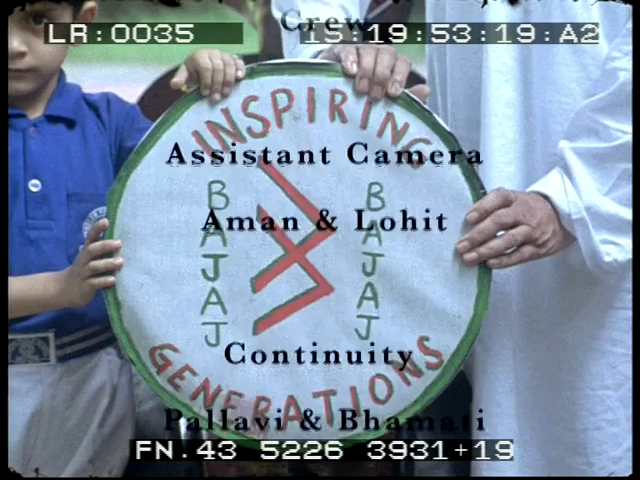 Crew
LR:0035
IS:19:53:19:A2
INSPIRING
Assistant Camera
BAJAJ
BAJAJ
Aman & Lohit
Continuity
GENERATIONS
Pallavi & Bhamati
FN.43 5226 3931+19